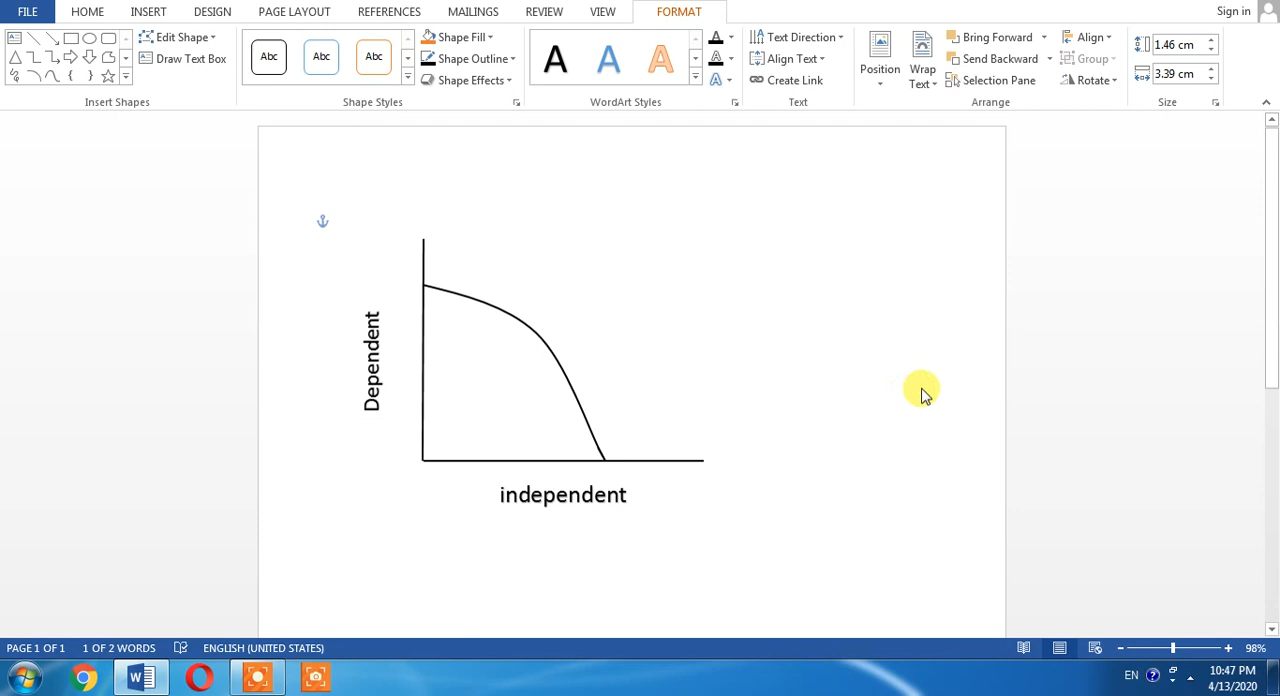 FILE HOME INSERT DESIGN PAGE LAYOUT REFERENCES MAILINGS REVIEW VIEW FORMAT Sign in
Edit Shape
Draw Text Box
Insert Shapes
Abc Abc Abc
Shape Fill
Shape Outline
Shape Effects
Shape Styles
A A A
A
A
A
WordArt Styles
Text Direction
Align Text
Create Link
Text
Position
Wrap
Text
Bring Forward
Send Backward
Selection Pane
Align
Group
Rotate
Arrange
1.46 cm
3.39 cm
Size
Dependent
independent
PAGE 1 OF 1 1 OF 2 WORDS ENGLISH (UNITED STATES) 98%
W
EN
10:47 PM
4/13/2020